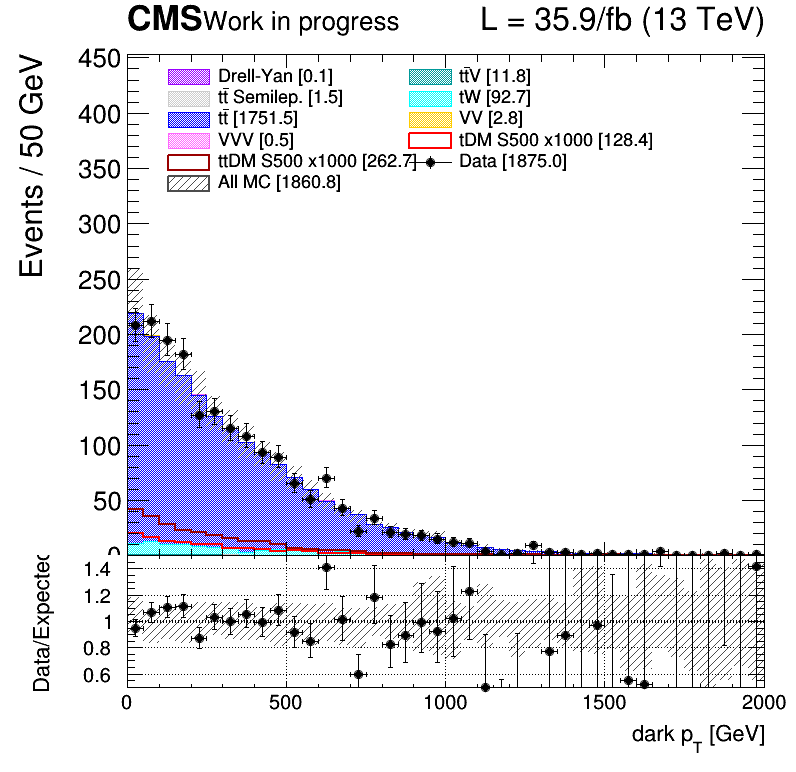 CMS Work in progress L = 35.9/fb (13 TeV)
Events / 50 GeV
450
400
350
300
250
200
150
100
50
0
Drell-Yan [0.1] tt̄V [11.8]
tt̄ Semilep. [1.5] tW [92.7]
tt̄ [1751.5] VV [2.8]
VVV [0.5] tDM S500 x1000 [128.4]
ttDM S500 x1000 [262.7] Data [1875.0]
All MC [1860.8]
Data/Expected
1.4
1.2
1
0.8
0.6
0 500 1000 1500 2000
dark p_T [GeV]